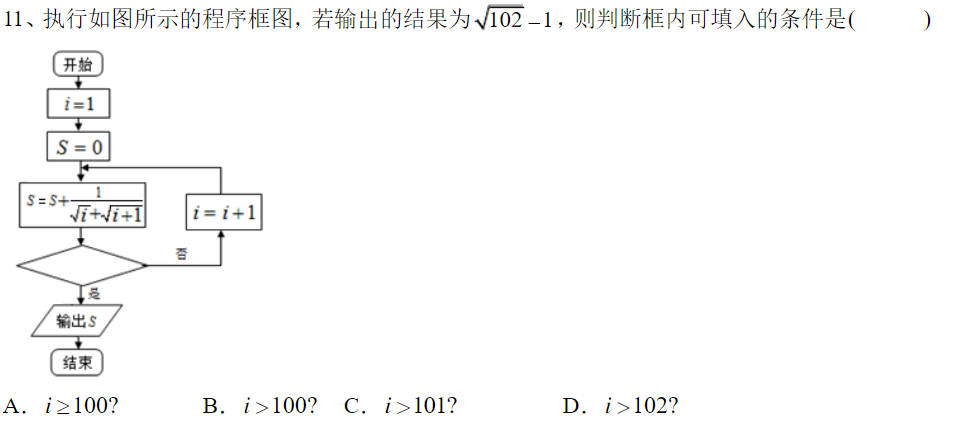 11、执行如图所示的程序框图，若输出的结果为√102−1，则判断框内可填入的条件是(    )
开始
i=1
S=0
S=S+1/(√i+√i+1)
i=i+1
否
是
输出S
结束
A. i≥100?    B. i>100?    C. i>101?    D. i>102?